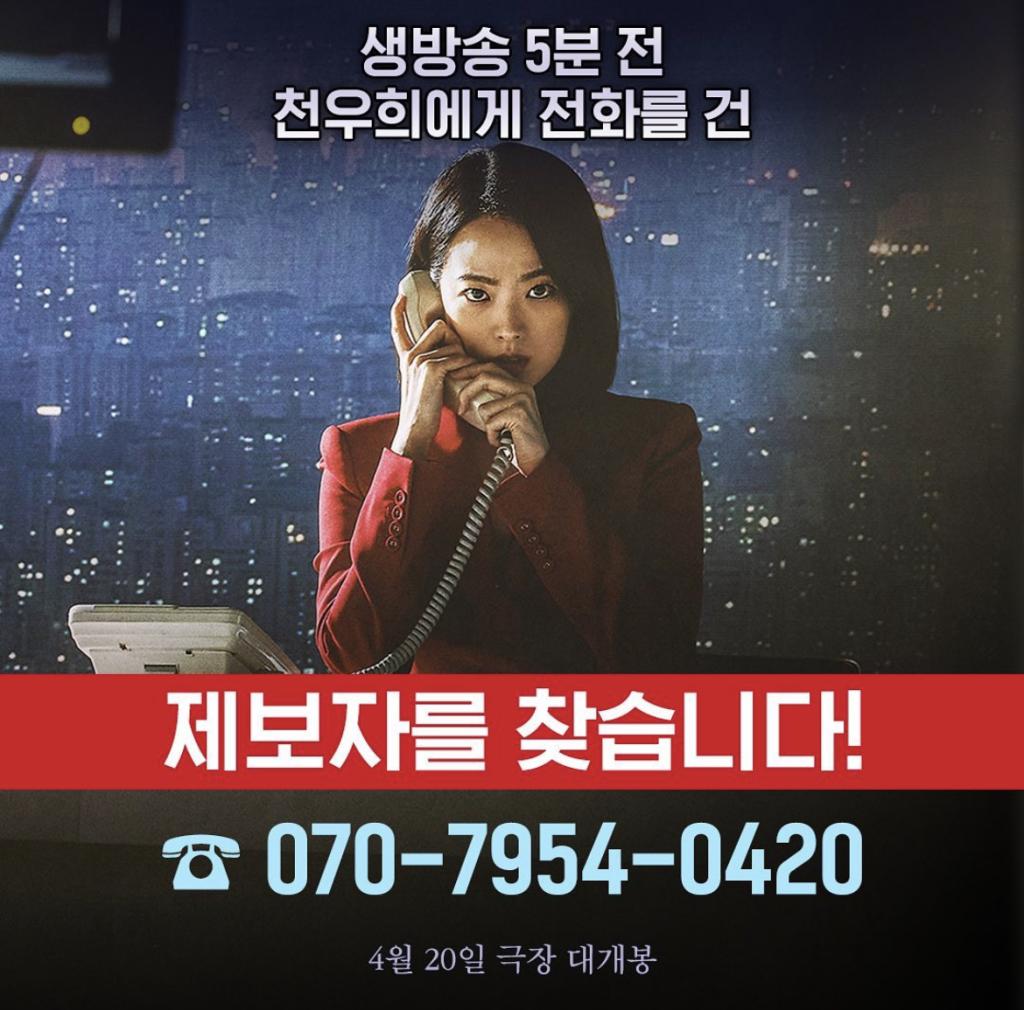 생방송 5분 전
천우희에게 전화를 건
제보자를 찾습니다!
☎ 070-7954-0420
4월 20일 극장 대개봉